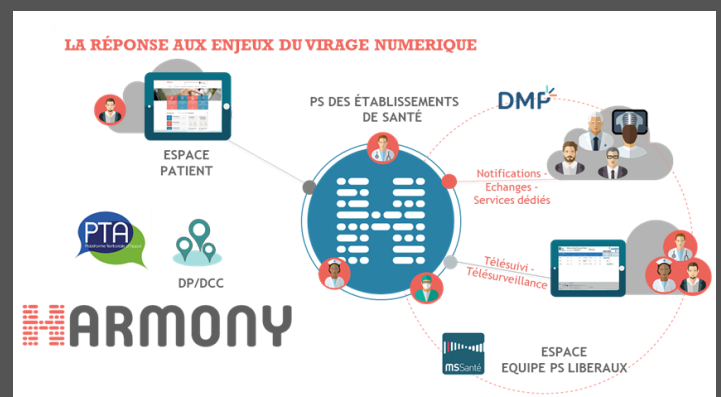 LA RÉPONSE AUX ENJEUX DU VIRAGE NUMERIQUE
PS DES ÉTABLISSEMENTS
DE SANTÉ
DMP
ESPACE
PATIENT
Notifications -
Echanges -
Services dédiés
PTA
DP/DCC
Télésuivi -
Télésurveillance
HARMONY
MSSanté
ESPACE
EQUIPE PS LIBERAUX